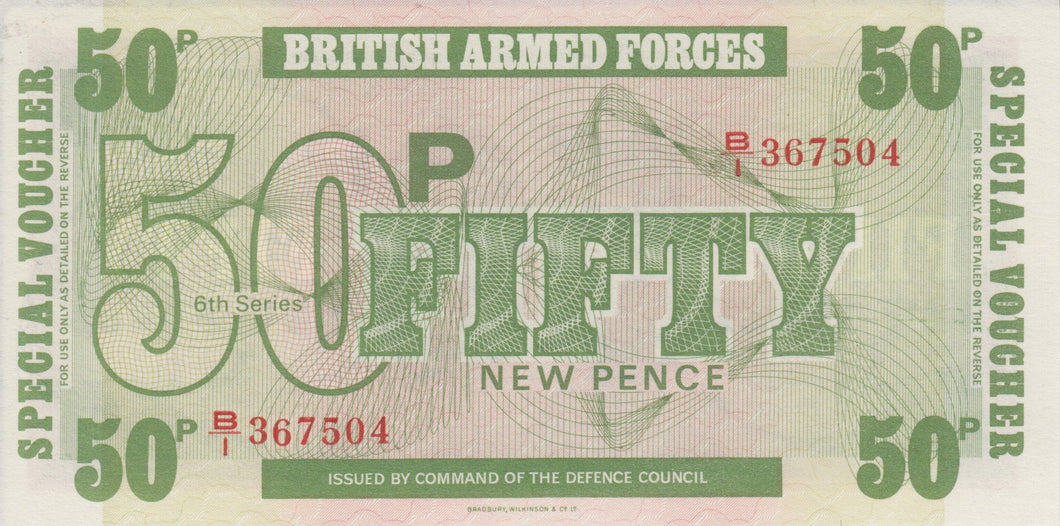 50P
BRITISH ARMED FORCES
50P
SPECIAL VOUCHER
FOR USE ONLY AS DETAILED ON THE REVERSE
50P
B/1 367504
6th Series
FIFTY
NEW PENCE
SPECIAL VOUCHER
FOR USE ONLY AS DETAILED ON THE REVERSE
50P
B/1 367504
50P
ISSUED BY COMMAND OF THE DEFENCE COUNCIL
BRADBURY, WILKINSON & Co. Ld.